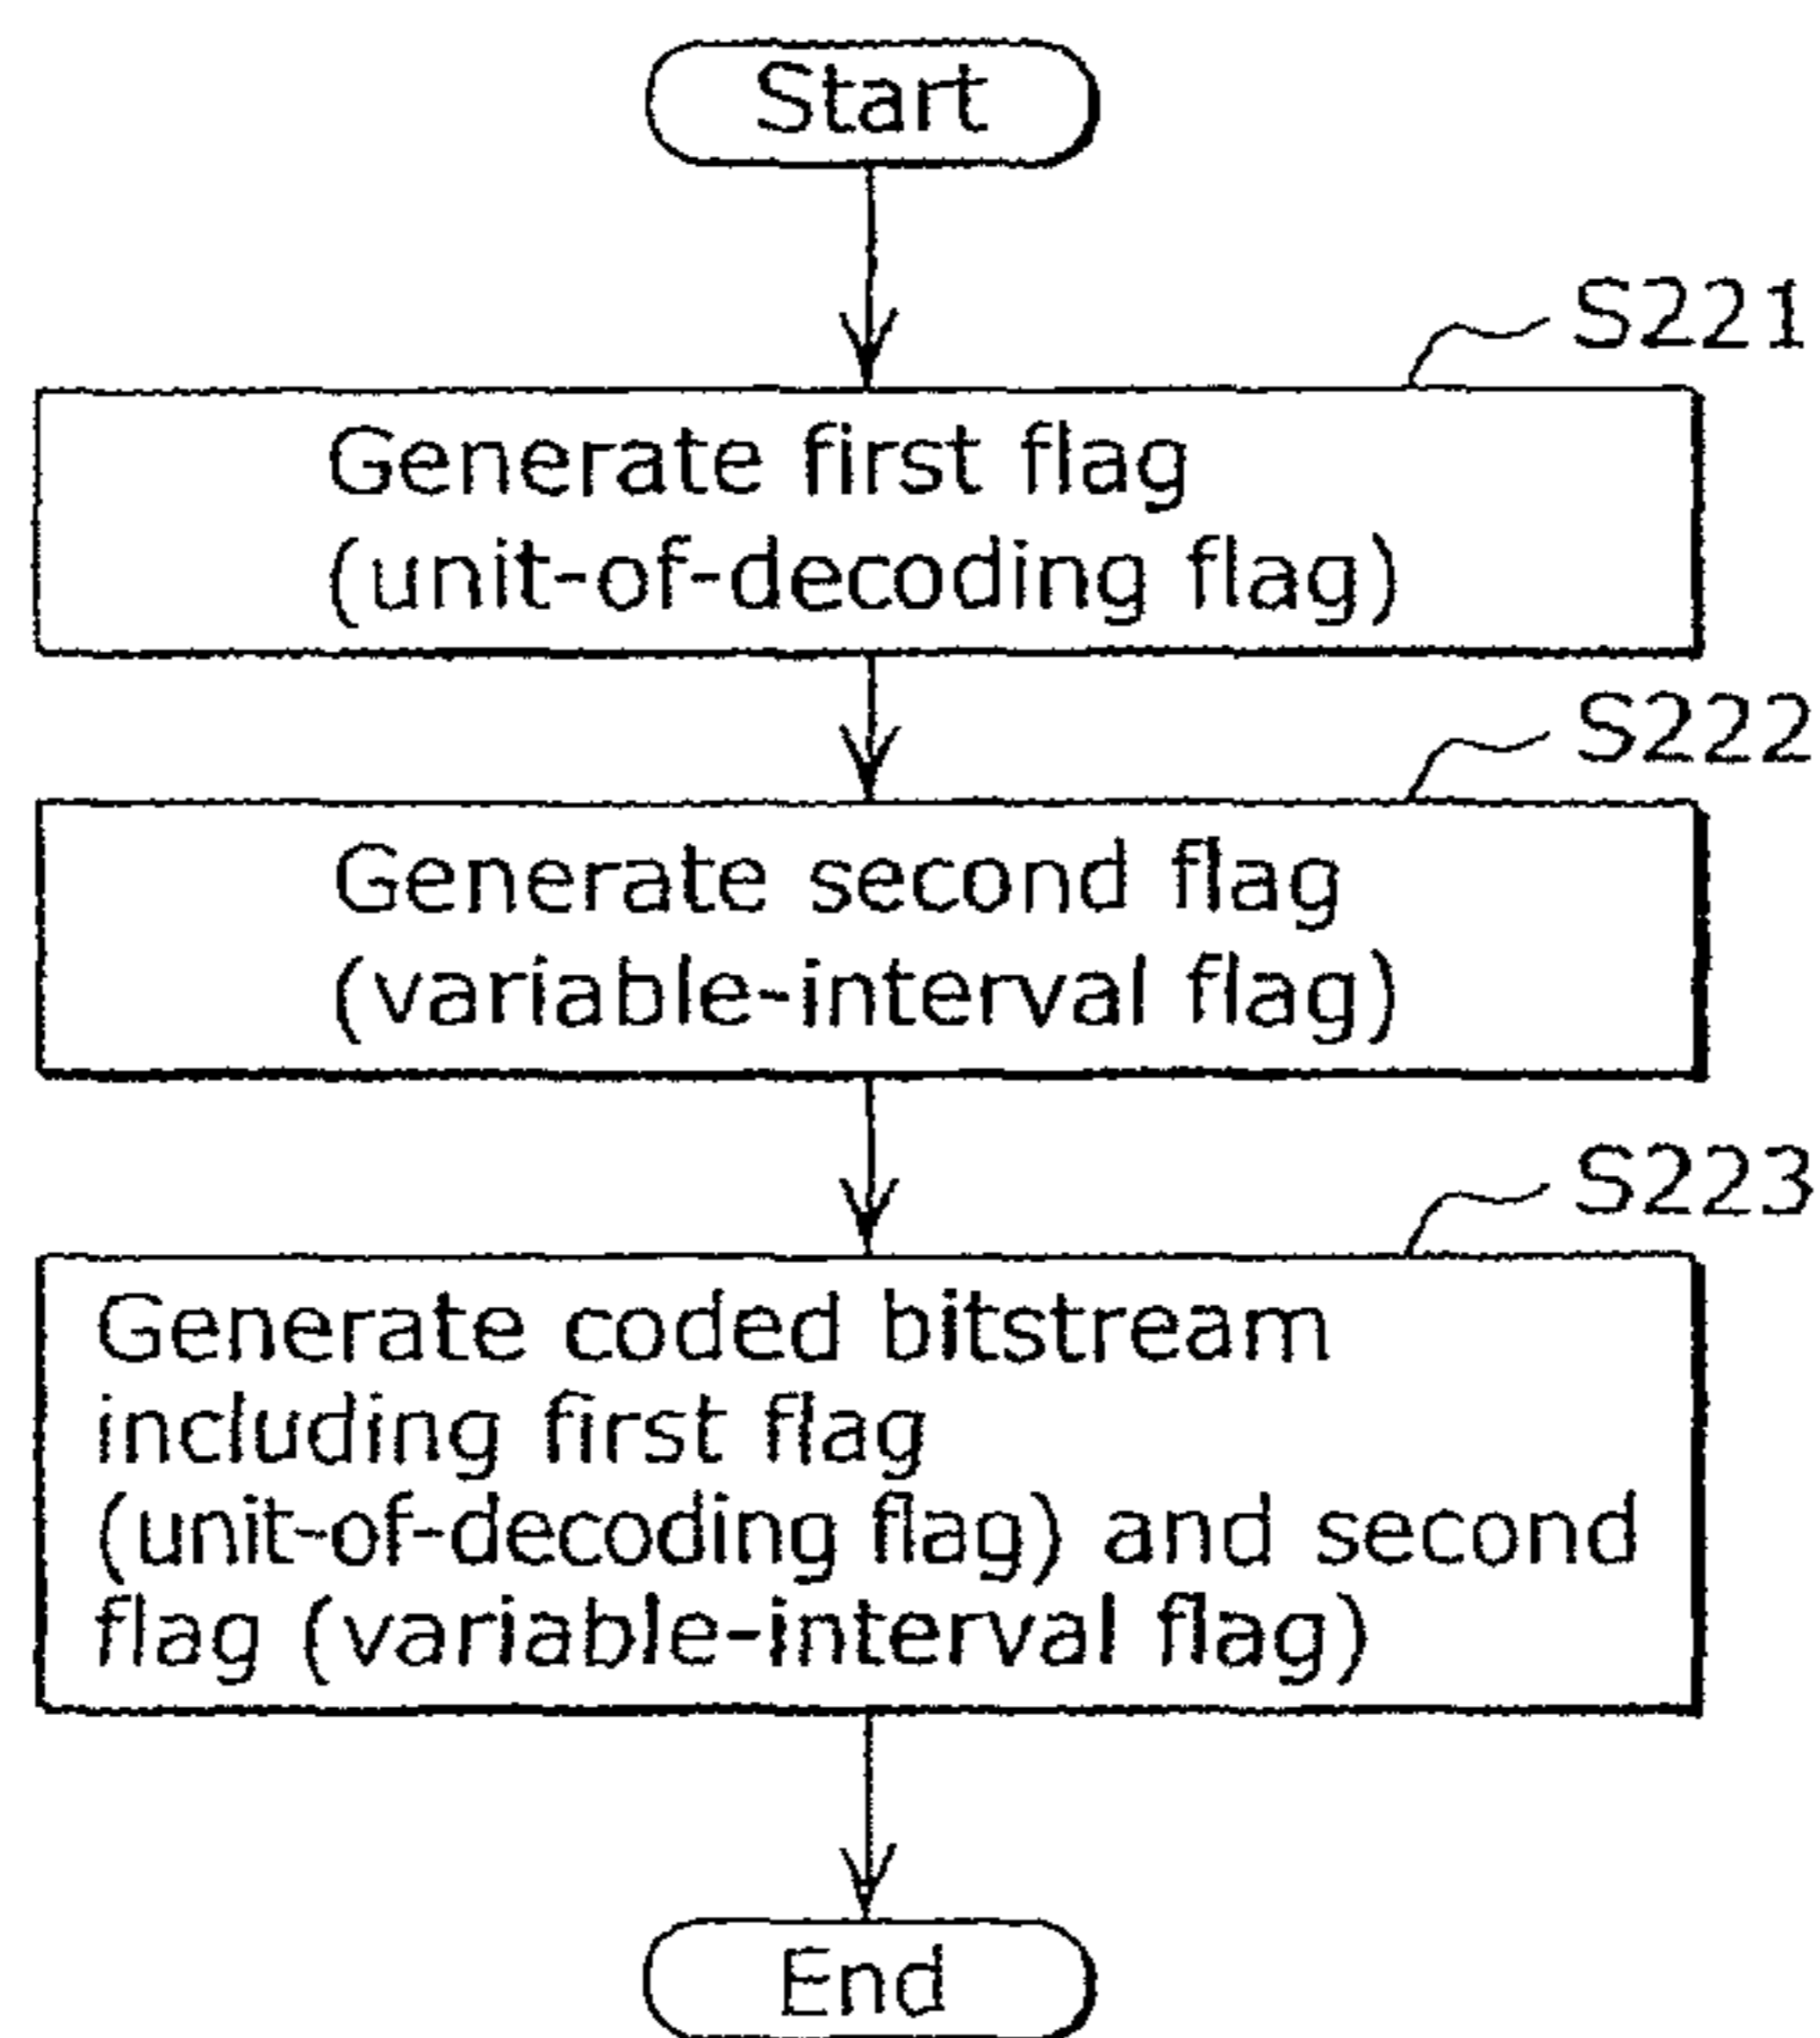 Start
S221
Generate first flag
(unit-of-decoding flag)
S222
Generate second flag
(variable-interval flag)
S223
Generate coded bitstream
including first flag
(unit-of-decoding flag) and second
flag (variable-interval flag)
End